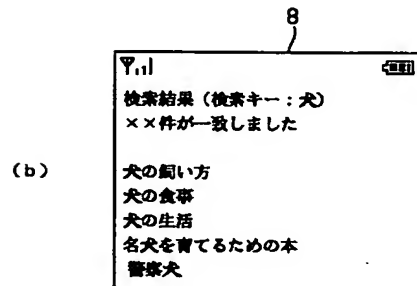 8
検索結果（検索キー：犬）
××件が一致しました
(b)
犬の飼い方
犬の食事
犬の生活
名犬を育てるための本
警察犬